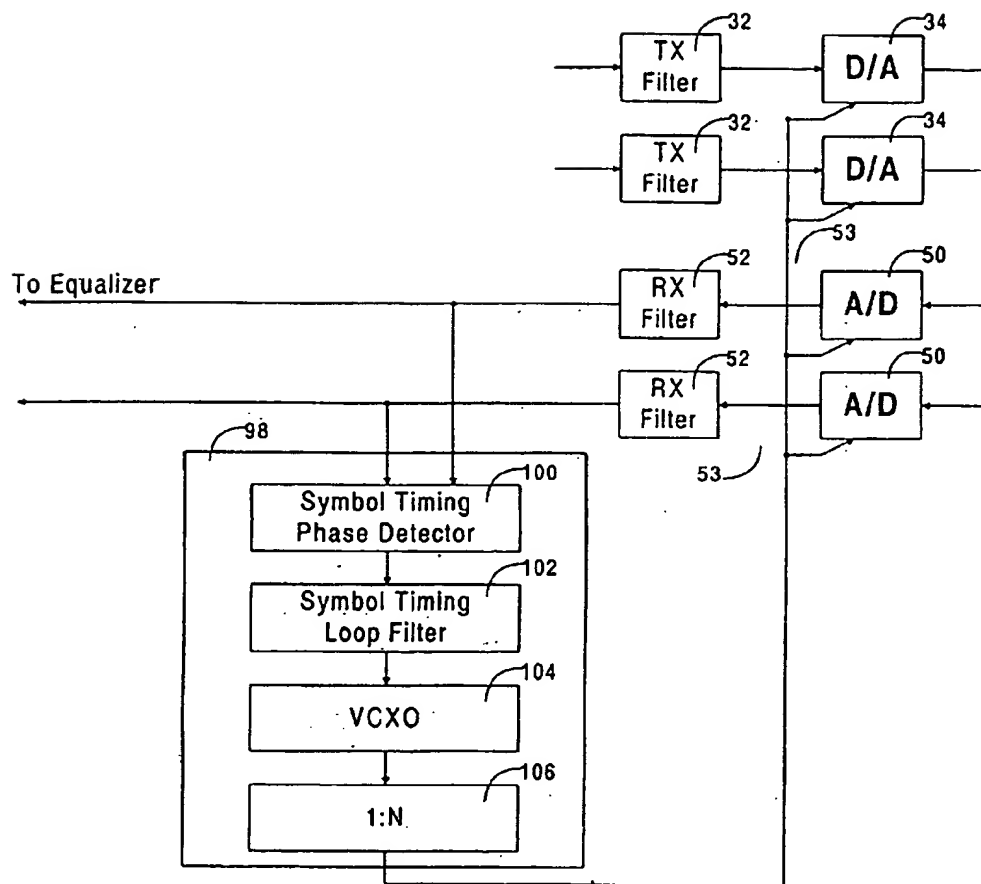 32
34
TX
Filter
D/A
32
34
TX
Filter
D/A
53
To Equalizer
52
50
RX
Filter
A/D
52
50
RX
Filter
A/D
98
53
100
Symbol Timing
Phase Detector
102
Symbol Timing
Loop Filter
104
VCXO
106
1:N